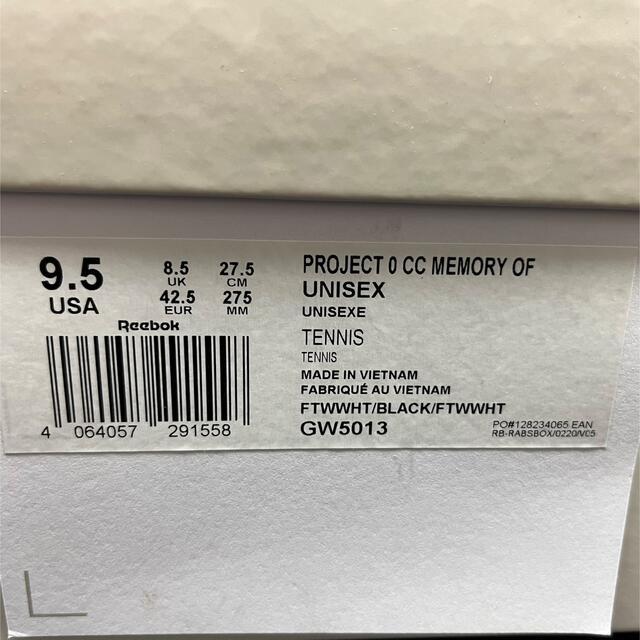 9.5
USA
8.5
UK
27.5
CM
42.5
EUR
275
MM
Reebok
4 064057 291558
PROJECT 0 CC MEMORY OF
UNISEX
UNISEXE
TENNIS
TENNIS
MADE IN VIETNAM
FABRIQUÉ AU VIETNAM
FTWWHT/BLACK/FTWWHT
GW5013
PO#128234065 EAN
RB-RABSBOX/0220/V05